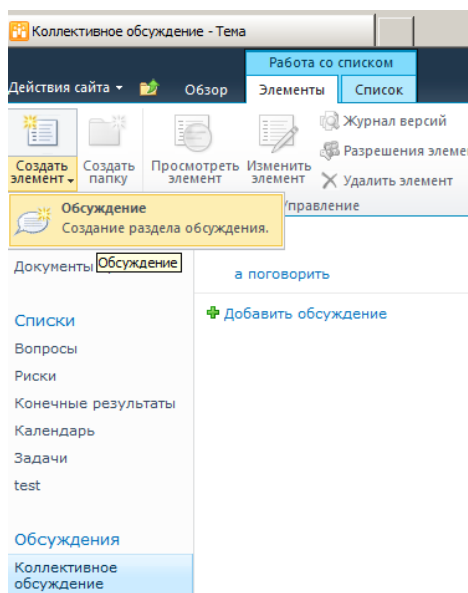 Коллективное обсуждение - Тема
Работа со списком
Действия сайта
Обзор
Элементы
Список
Создать элемент
Создать папку
Просмотреть элемент
Изменить элемент
Журнал версий
Разрешения элеме
Удалить элемент
Управление
Обсуждение
Создание раздела обсуждения.
Обсуждение
Документы
а поговорить
Добавить обсуждение
Списки
Вопросы
Риски
Конечные результаты
Календарь
Задачи
test
Обсуждения
Коллективное
обсуждение